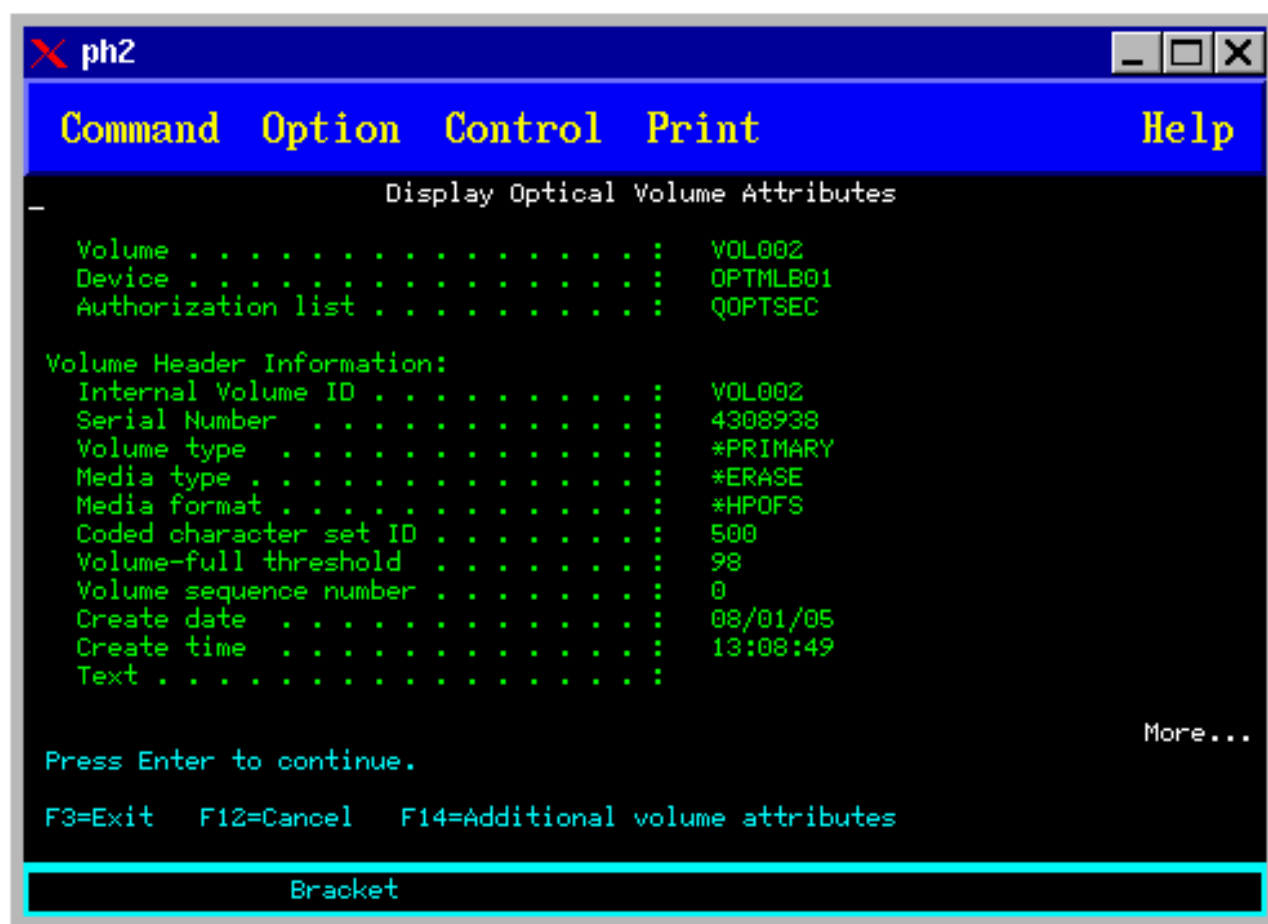 ph2
Command Option Control Print Help
Display Optical Volume Attributes
Volume . . . . . . . . . . . . . . . : VOL002
Device . . . . . . . . . . . . . . . : OPTMLB01
Authorization list . . . . . . . . . : QOPTSEC
Volume Header Information:
Internal Volume ID . . . . . . . . . : VOL002
Serial Number . . . . . . . . . . . : 4308938
Volume type . . . . . . . . . . . . : *PRIMARY
Media type . . . . . . . . . . . . . : *ERASE
Media format . . . . . . . . . . . . : *HPOFS
Coded character set ID . . . . . . . : 500
Volume-full threshold . . . . . . . : 98
Volume sequence number . . . . . . . : 0
Create date . . . . . . . . . . . . : 08/01/05
Create time . . . . . . . . . . . . : 13:08:49
Text . . . . . . . . . . . . . . . . :
More...
Press Enter to continue.
F3=Exit F12=Cancel F14=Additional volume attributes
Bracket